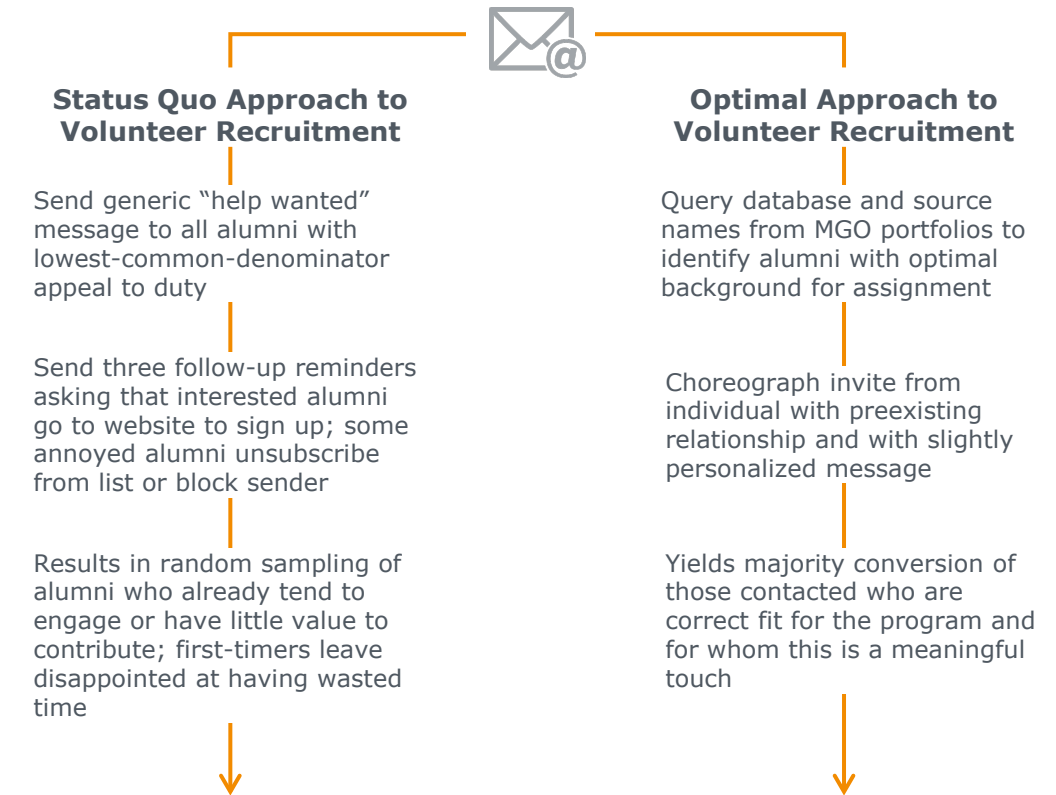 @
Status Quo Approach to
Volunteer Recruitment
Send generic “help wanted”
message to all alumni with
lowest-common-denominator
appeal to duty
Send three follow-up reminders
asking that interested alumni
go to website to sign up; some
annoyed alumni unsubscribe
from list or block sender
Results in random sampling of
alumni who already tend to
engage or have little value to
contribute; first-timers leave
disappointed at having wasted
time
Optimal Approach to
Volunteer Recruitment
Query database and source
names from MGO portfolios to
identify alumni with optimal
background for assignment
Choreograph invite from
individual with preexisting
relationship and with slightly
personalized message
Yields majority conversion of
those contacted who are
correct fit for the program and
for whom this is a meaningful
touch